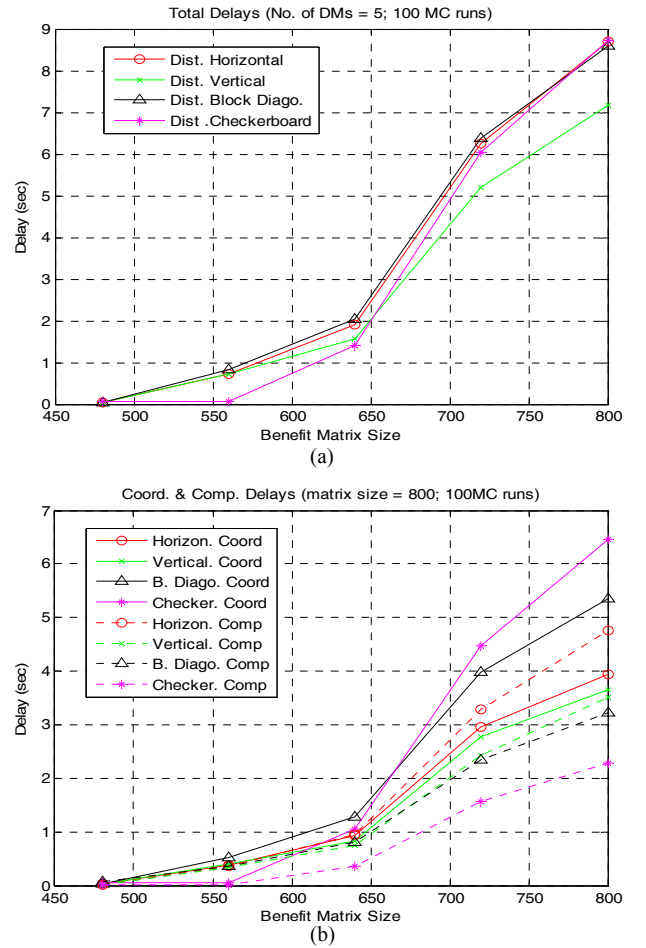 Total Delays (No. of DMs = 5; 100 MC runs)
9
8
7
6
5
4
3
2
1
0
Delay (sec)
Dist. Horizontal
Dist. Vertical
Dist. Block Diago.
Dist .Checkerboard
450 500 550 600 650 700 750 800
Benefit Matrix Size
(a)
Coord. & Comp. Delays (matrix size = 800; 100MC runs)
7
6
5
4
3
2
1
0
Delay (sec)
Horizon. Coord
Vertical. Coord
B. Diago. Coord
Checker. Coord
Horizon. Comp
Vertical. Comp
B. Diago. Comp
Checker. Comp
450 500 550 600 650 700 750 800
Benefit Matrix Size
(b)